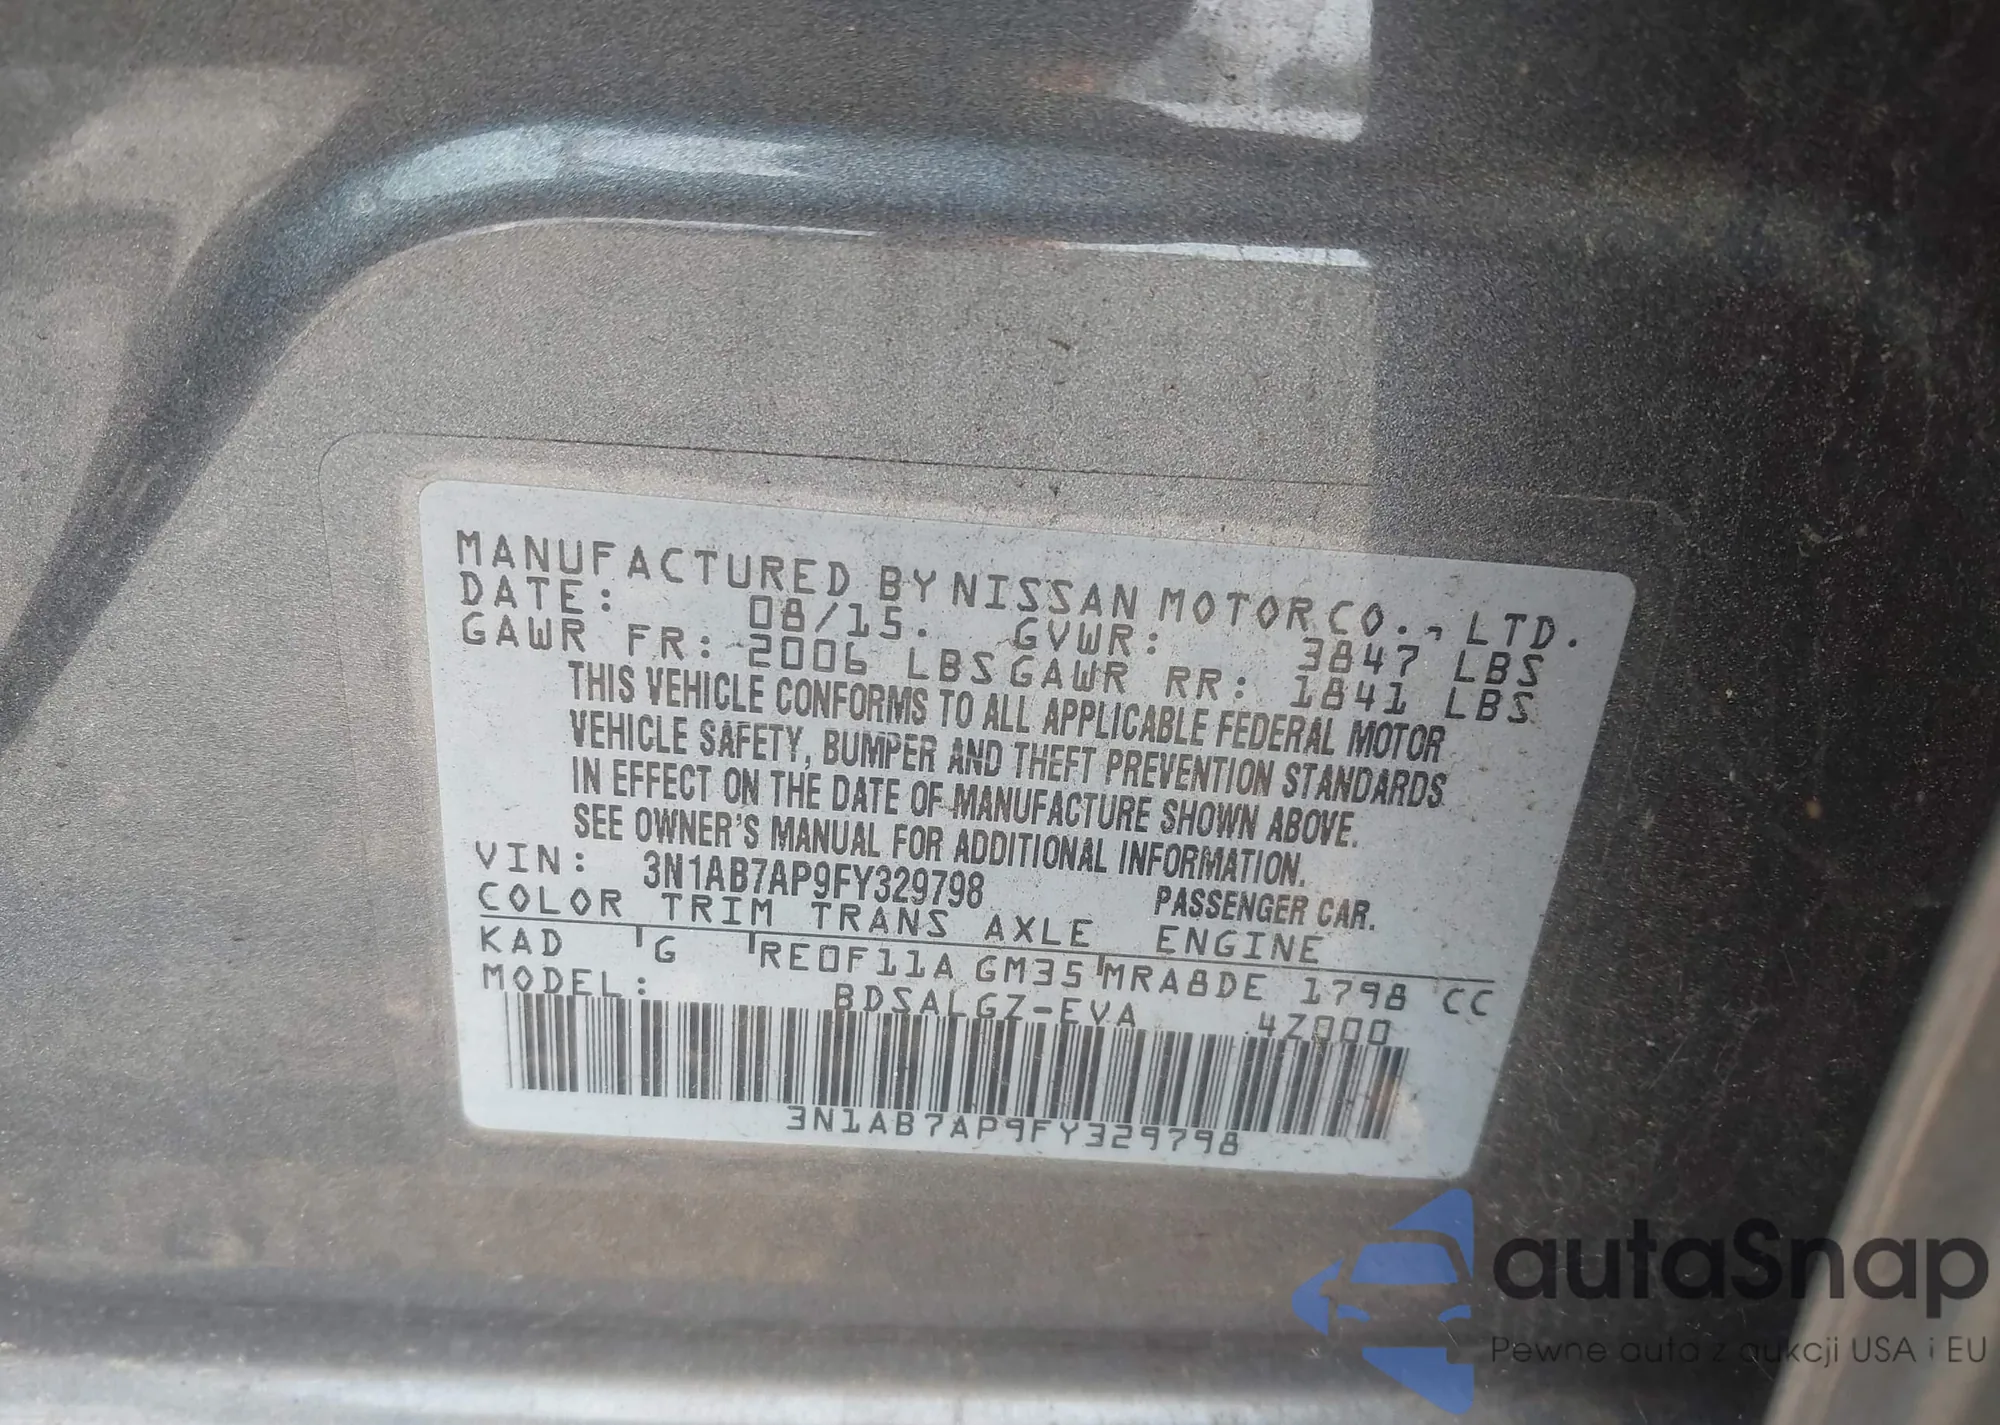 MANUFACTURED BY NISSAN MOTOR CO., LTD.
DATE: 08/15. GVWR: 3847 LBS
GAWR FR: 2006 LBS GAWR RR: 1841 LBS
THIS VEHICLE CONFORMS TO ALL APPLICABLE FEDERAL MOTOR
VEHICLE SAFETY, BUMPER AND THEFT PREVENTION STANDARDS
IN EFFECT ON THE DATE OF MANUFACTURE SHOWN ABOVE.
SEE OWNER'S MANUAL FOR ADDITIONAL INFORMATION.
VIN: 3N1AB7AP9FY329798 PASSENGER CAR.
COLOR TRIM TRANS AXLE ENGINE
KAD G RE0F11A GM35 MRA8DE 1798 CC
MODEL: BDSALGZ-EVA 4Z000
3N1AB7AP9FY329798
autaSnap
Pewne auta z aukcji USA i EU